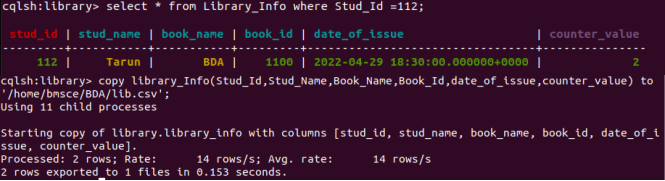 cqlsh:library> select * from Library_Info where Stud_Id =112;
stud_id | stud_name | book_name | book_id | date_of_issue | counter_value
---------+-----------+-----------+---------+---------------------------------+---------------
112 | Tarun | BDA | 1100 | 2022-04-29 18:30:00.000000+0000 | 2
cqlsh:library> copy library_Info(Stud_Id,Stud_Name,Book_Name,Book_Id,date_of_issue,counter_value) to
'/home/bmsce/BDA/lib.csv';
Using 11 child processes
Starting copy of library.library_info with columns [stud_id, stud_name, book_name, book_id, date_of_i
ssue, counter_value].
Processed: 2 rows; Rate: 14 rows/s; Avg. rate: 14 rows/s
2 rows exported to 1 files in 0.153 seconds.